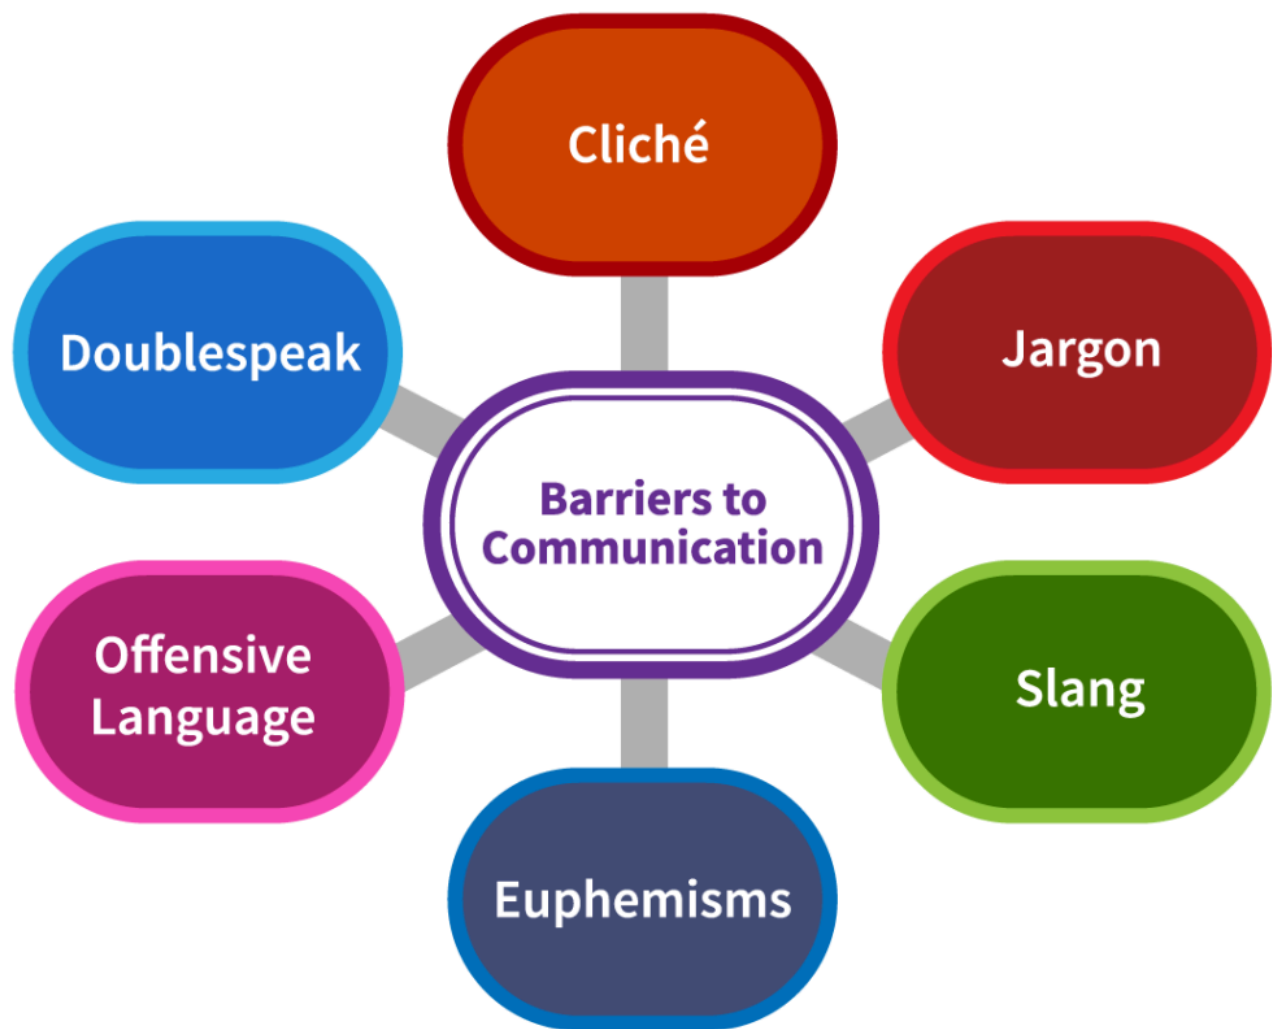 Cliché
Doublespeak
Jargon
Barriers to
Communication
Offensive
Language
Slang
Euphemisms